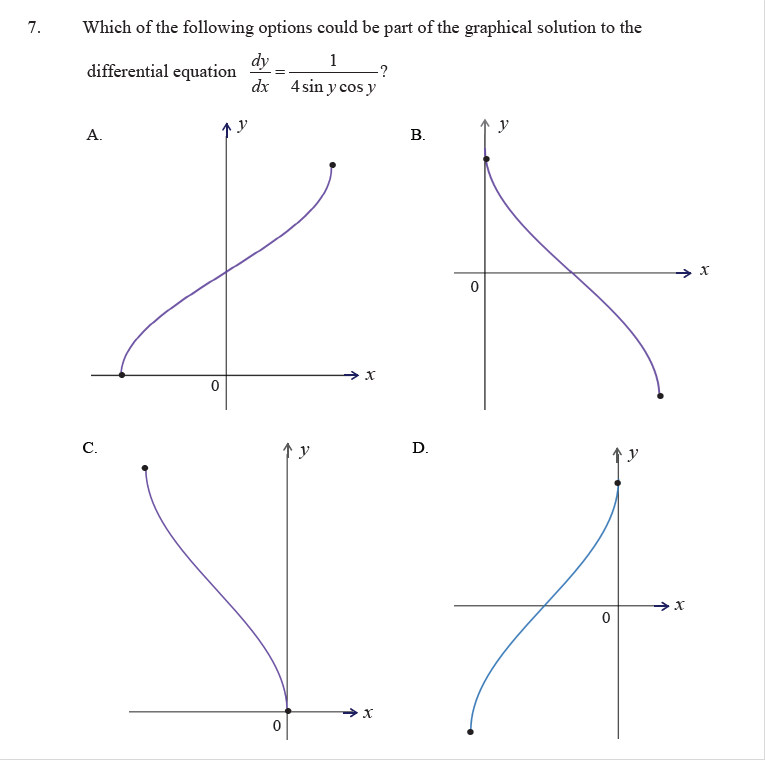 7. Which of the following options could be part of the graphical solution to the
differential equation dy/dx = 1/(4 sin y cos y)?
A. y B. y
x
0
x
0
C. y D. y
x
0
x
0